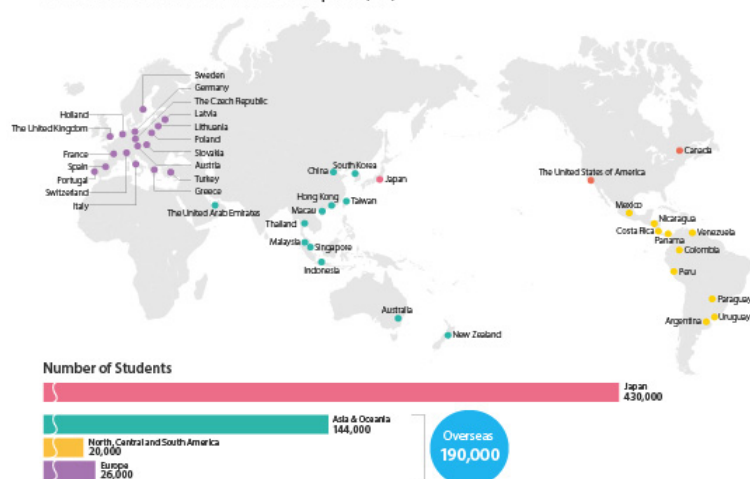 Sweden
Germany
The Czech Republic
Latvia
Lithuania
Poland
Slovakia
Austria
Turkey
Greece
Holland
The United Kingdom
France
Spain
Portugal
Switzerland
Italy
The United Arab Emirates
China
South Korea
Japan
Hong Kong
Taiwan
Macau
Thailand
Malaysia
Singapore
Indonesia
Australia
New Zealand
Canada
The United States of America
Mexico
Nicaragua
Costa Rica
Panama
Venezuela
Colombia
Peru
Paraguay
Uruguay
Argentina
Number of Students
Japan
430,000
Asia & Oceania
144,000
North, Central and South America
20,000
Europe
26,000
Overseas
190,000